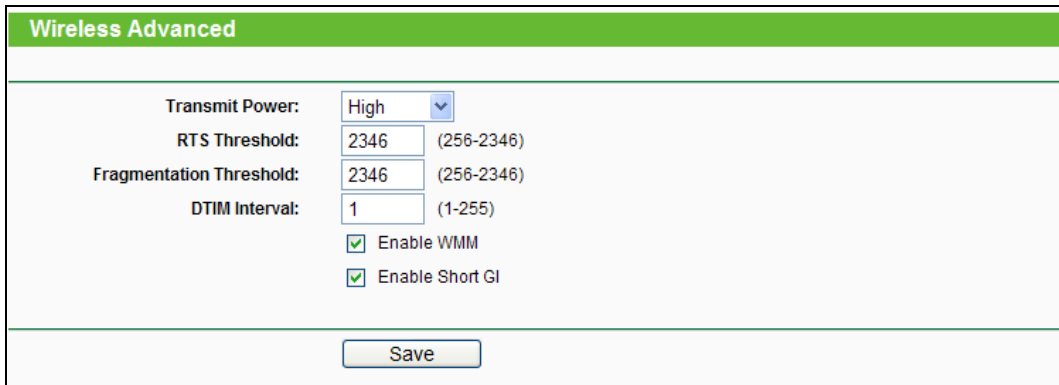 Wireless Advanced
Transmit Power: High
RTS Threshold: 2346 (256-2346)
Fragmentation Threshold: 2346 (256-2346)
DTIM Interval: 1 (1-255)
Enable WMM
Enable Short GI
Save